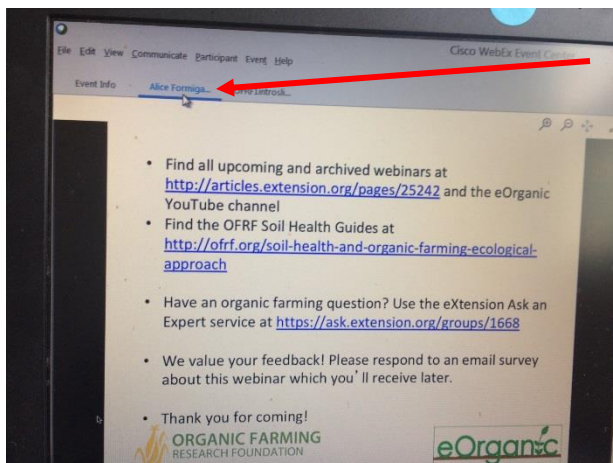 File Edit View Communicate Participant Event Help
Cisco WebEx Event Center
Event Info
Alice Formiga...
• Find all upcoming and archived webinars at
http://articles.extension.org/pages/25242 and the eOrganic
YouTube channel
• Find the OFRF Soil Health Guides at
http://ofrf.org/soil-health-and-organic-farming-ecological-
approach
• Have an organic farming question? Use the eXtension Ask an
Expert service at https://ask.extension.org/groups/1668
• We value your feedback! Please respond to an email survey
about this webinar which you'll receive later.
• Thank you for coming!
ORGANIC FARMING
RESEARCH FOUNDATION
eOrganic